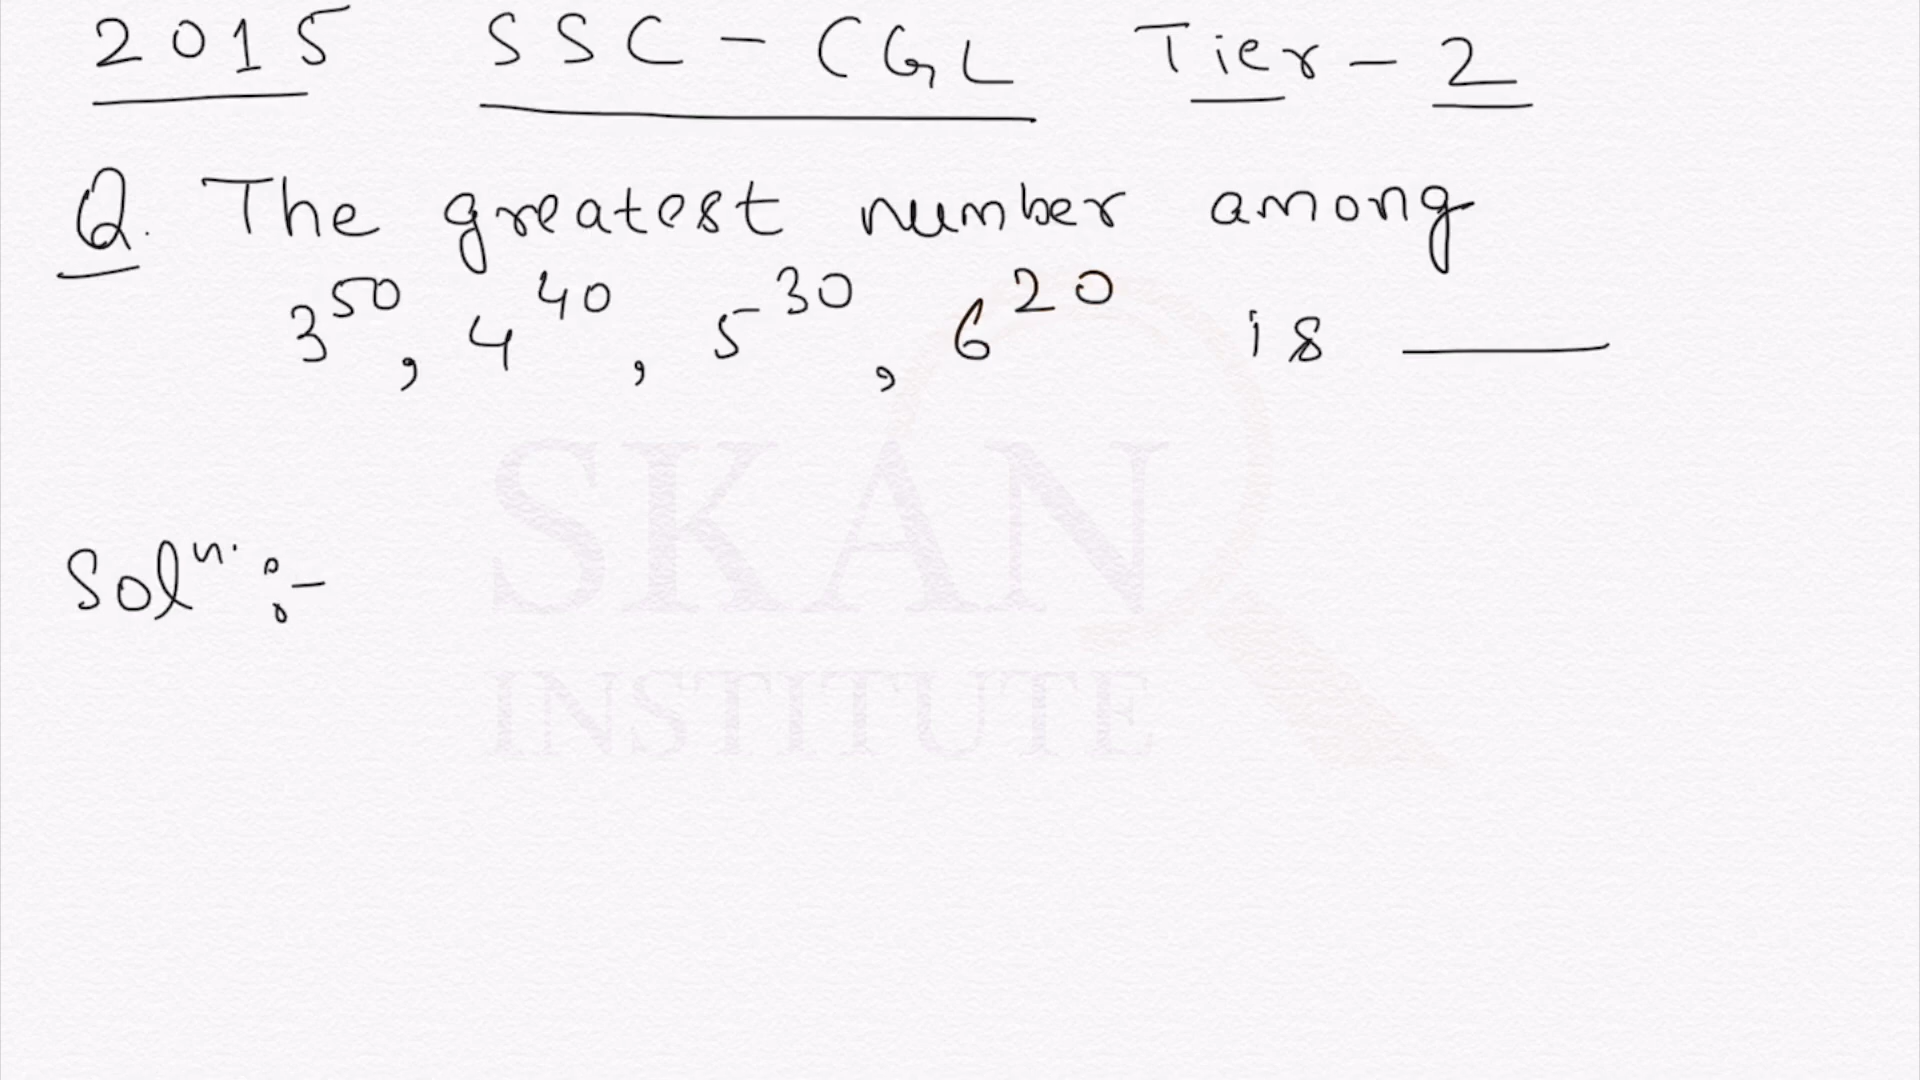 2015 SSC-CGL Tier-2
Q. The greatest number among
3^50, 4^40, 5^30, 6^20 is ____
Solⁿ. :-
SKAN
INSTITUTE